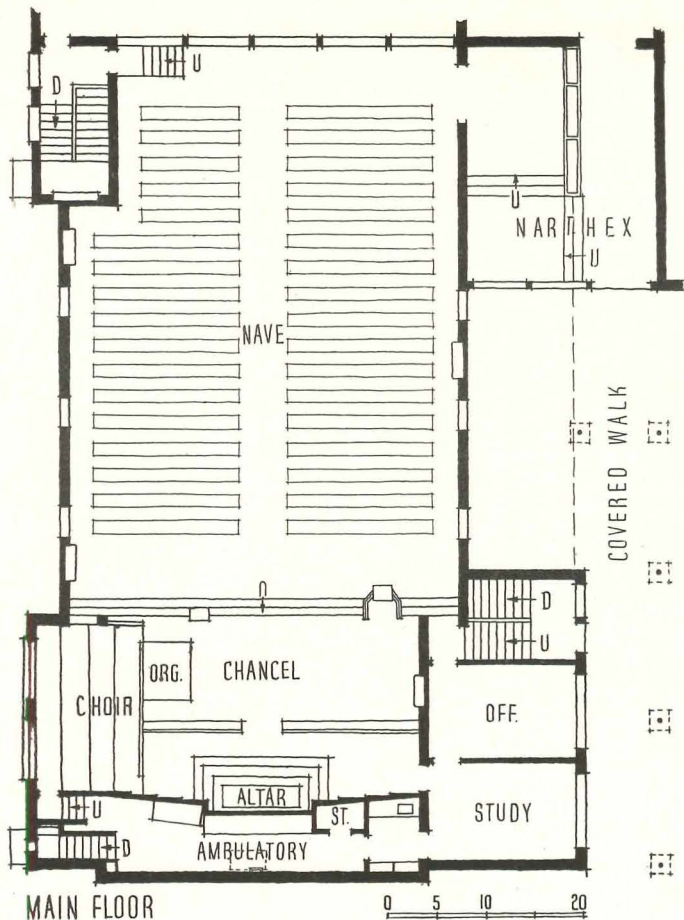 U
D
U
NARTHEX
U
NAVE
COVERED WALK
U
D
U
ORG.
CHANCEL
CHOIR
OFF.
ALTAR
ST.
STUDY
U
D
AMBULATORY
MAIN FLOOR
0 5 10 20